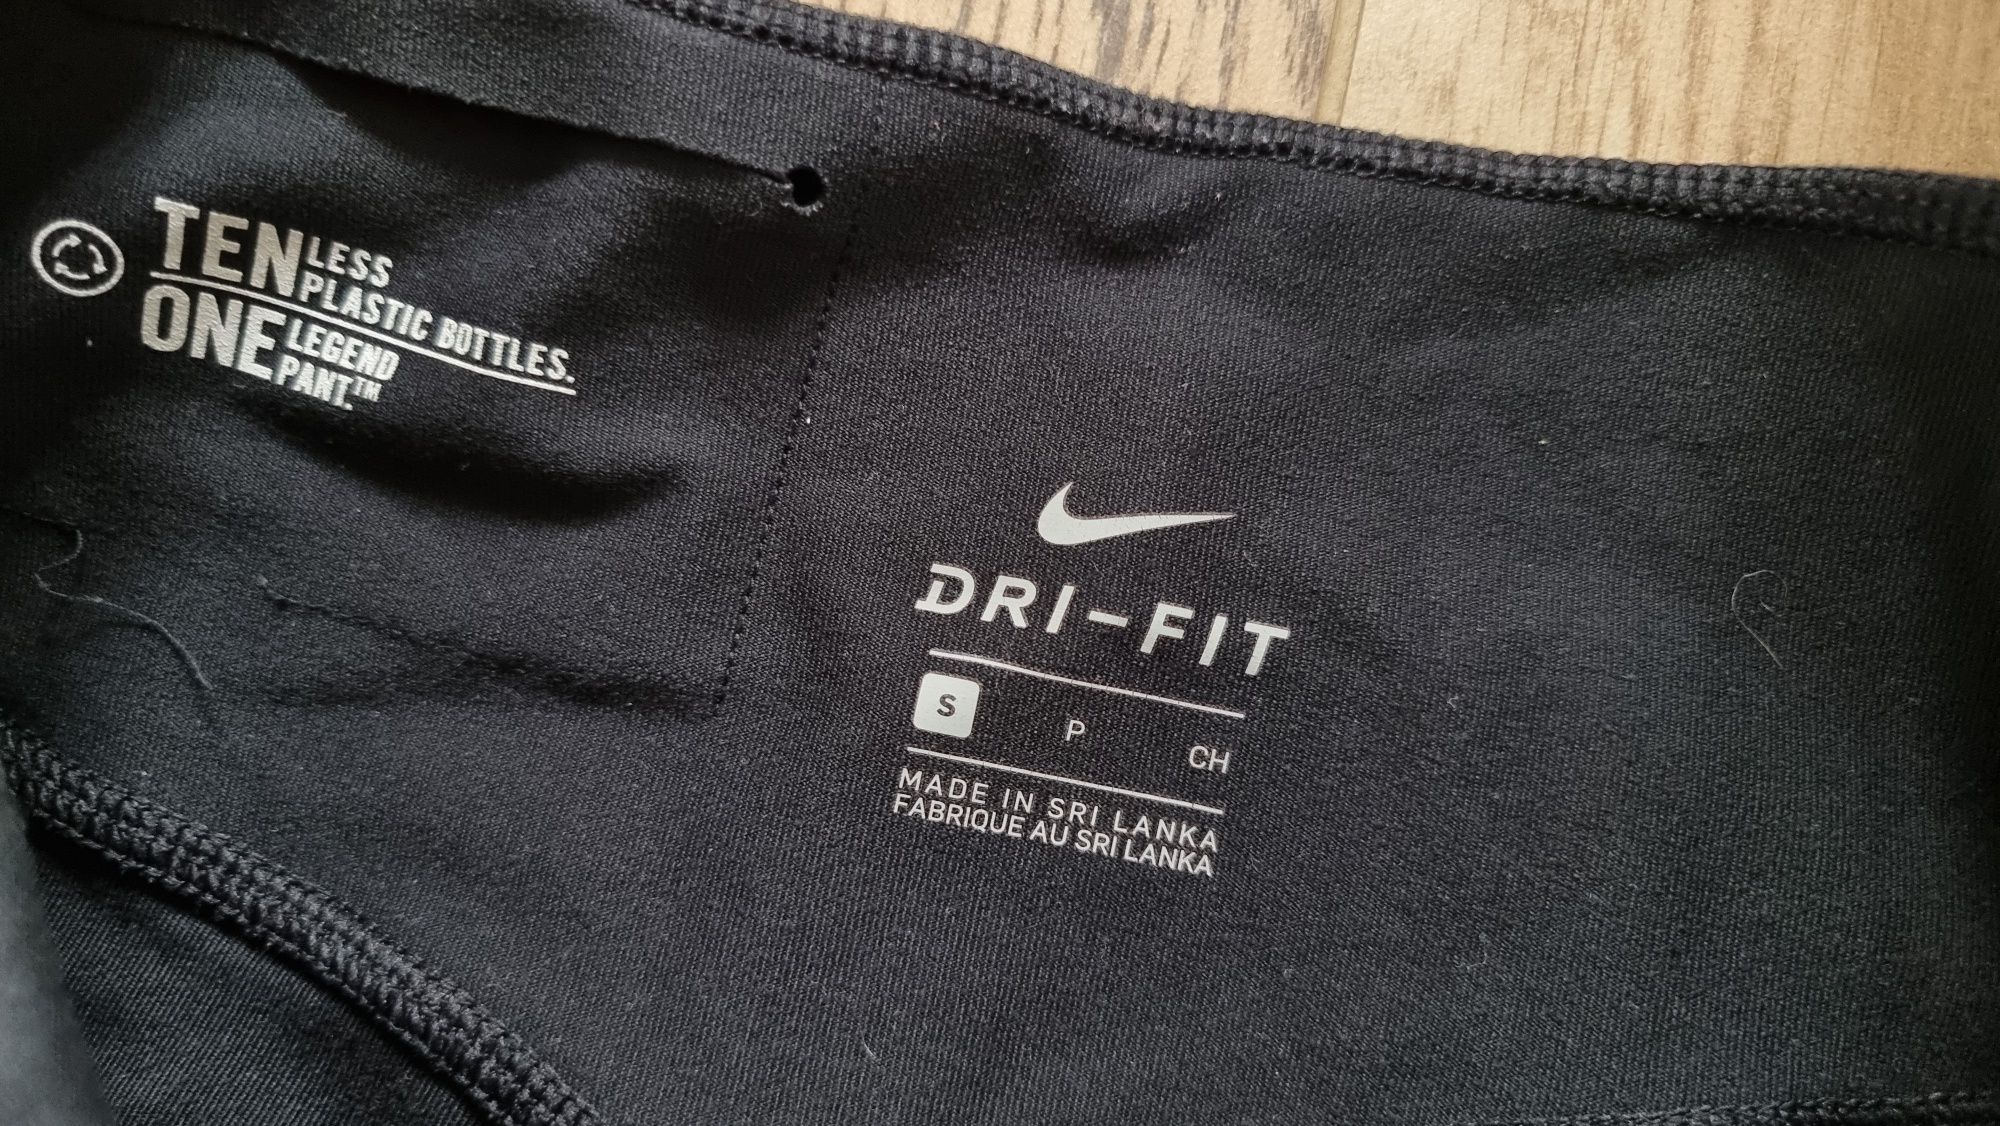 TEN LESS
PLASTIC BOTTLES.
ONE LEGEND
PANT.™
DRI-FIT
S P CH
MADE IN SRI LANKA
FABRIQUE AU SRI LANKA